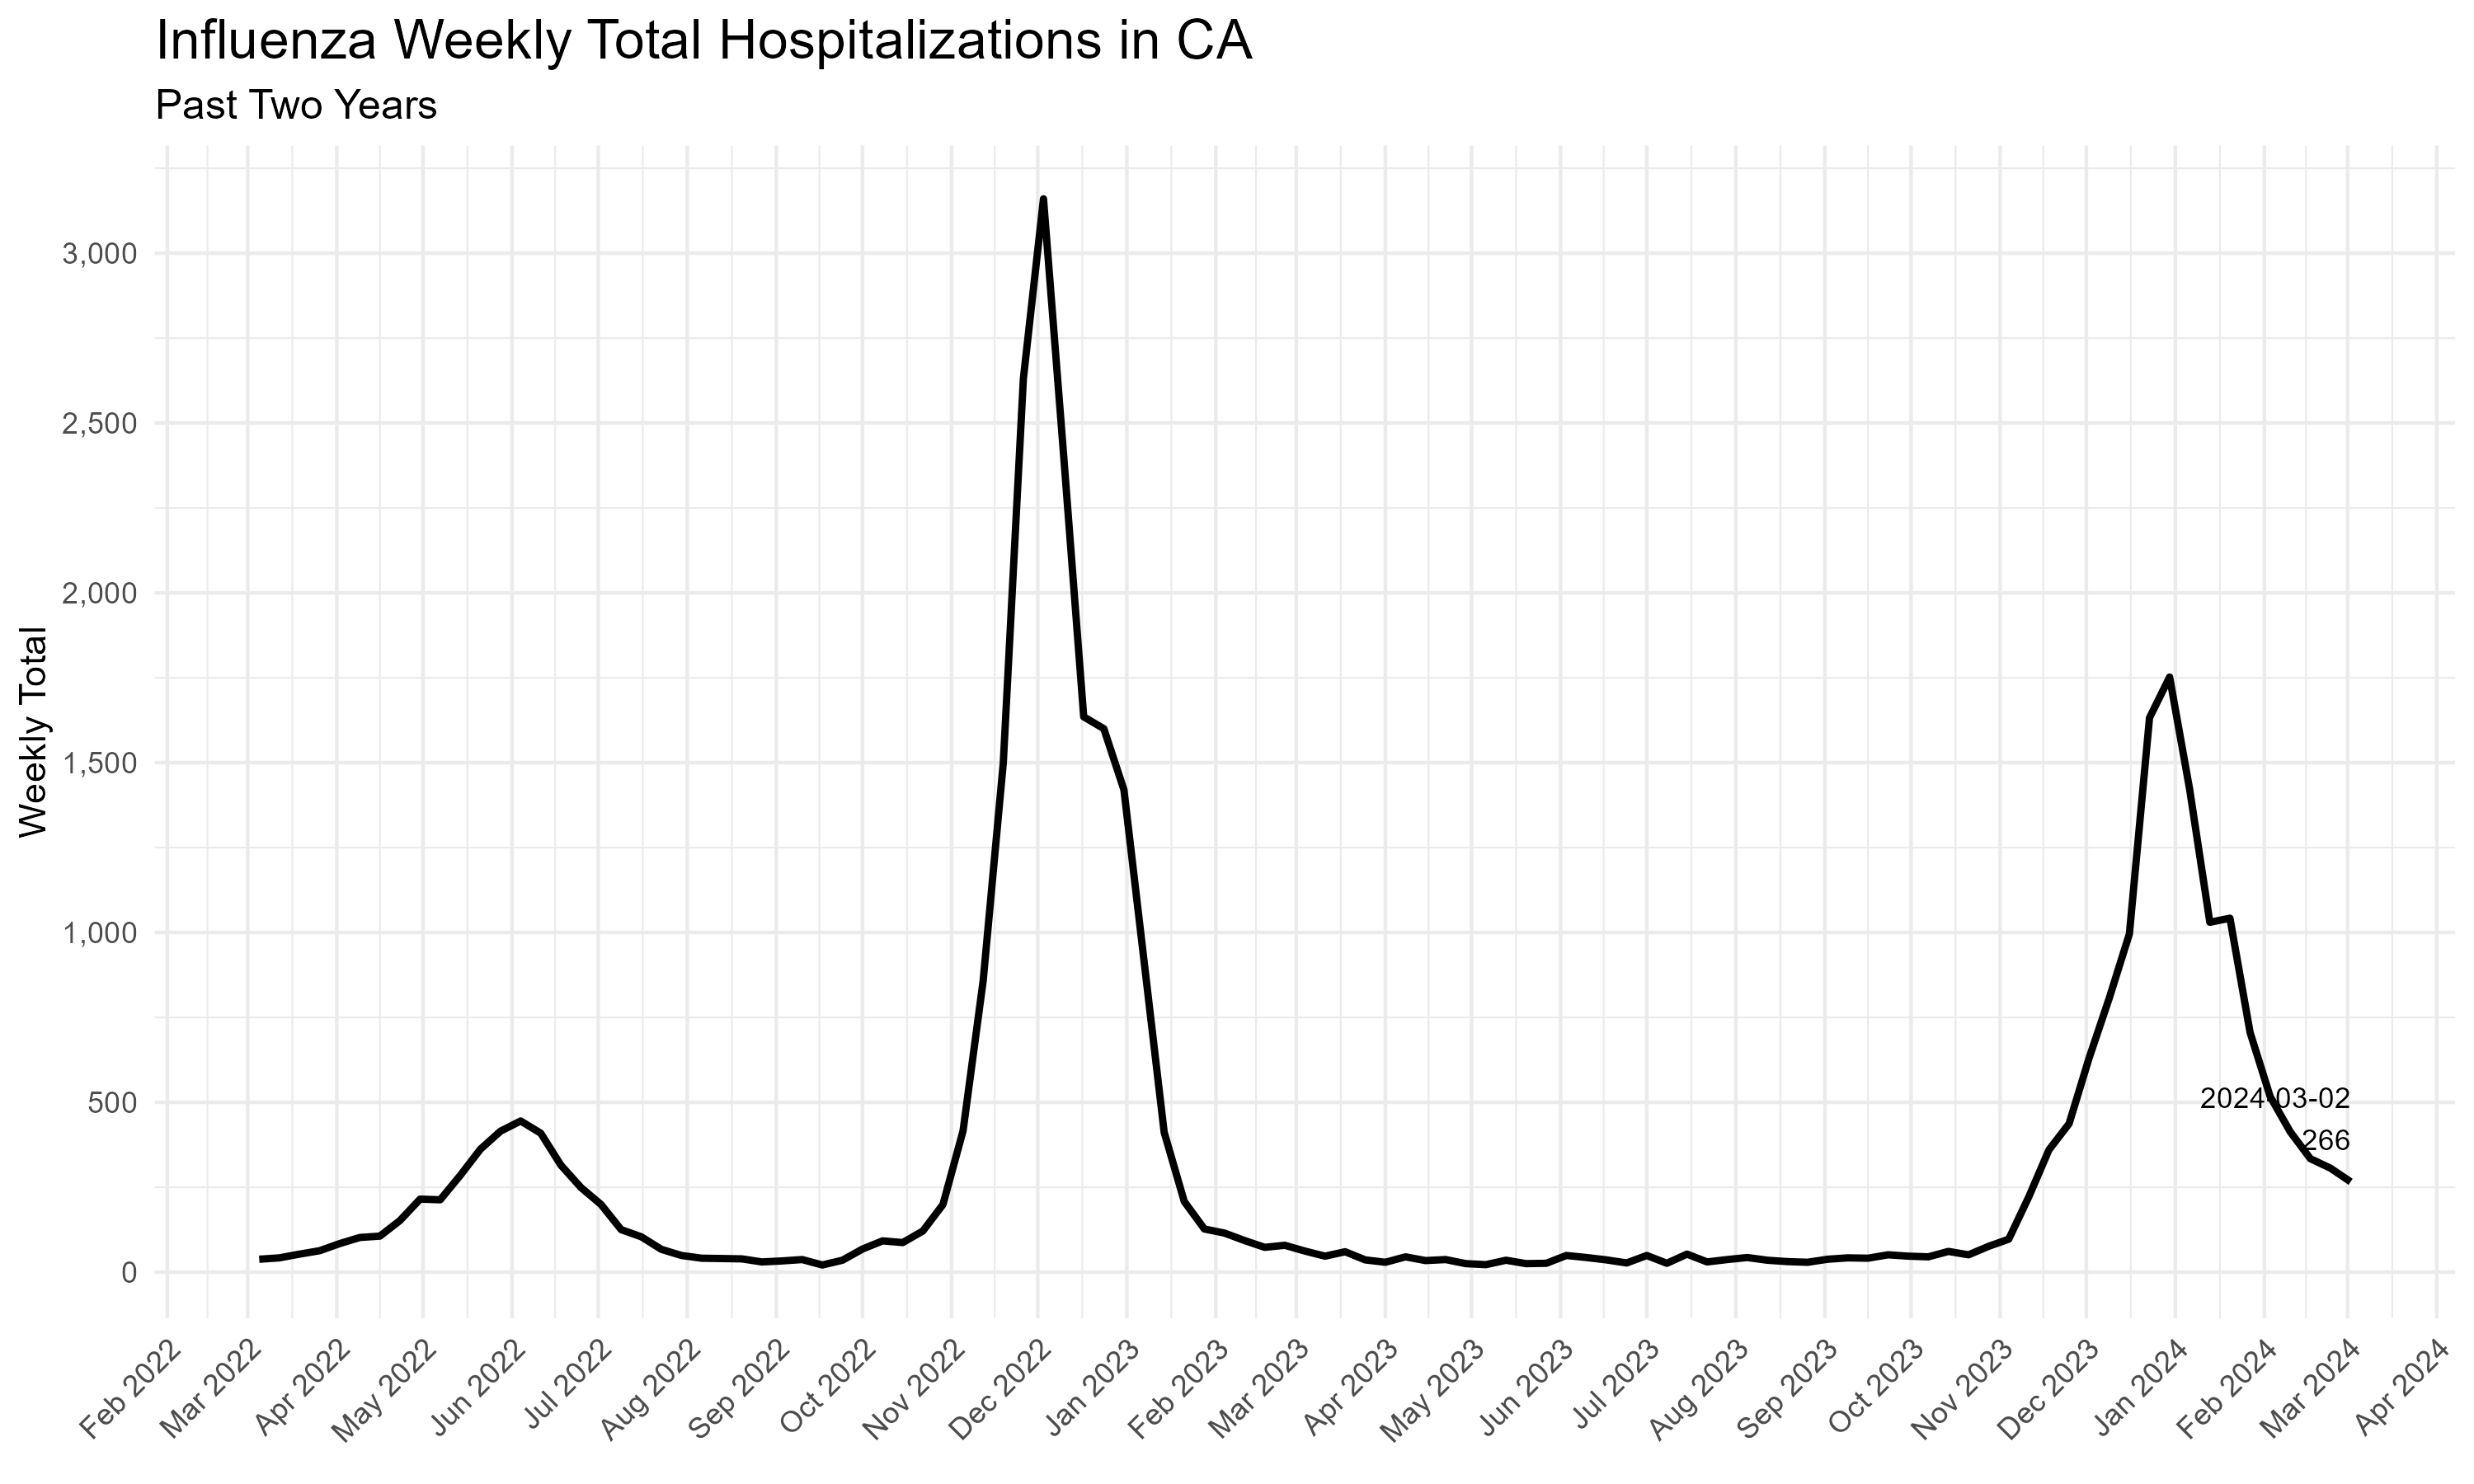 Influenza Weekly Total Hospitalizations in CA
Past Two Years
Weekly Total
3,000
2,500
2,000
1,500
1,000
500
0
2024-03-02
266
Feb 2022
Mar 2022
Apr 2022
May 2022
Jun 2022
Jul 2022
Aug 2022
Sep 2022
Oct 2022
Nov 2022
Dec 2022
Jan 2023
Feb 2023
Mar 2023
Apr 2023
May 2023
Jun 2023
Jul 2023
Aug 2023
Sep 2023
Oct 2023
Nov 2023
Dec 2023
Jan 2024
Feb 2024
Mar 2024
Apr 2024